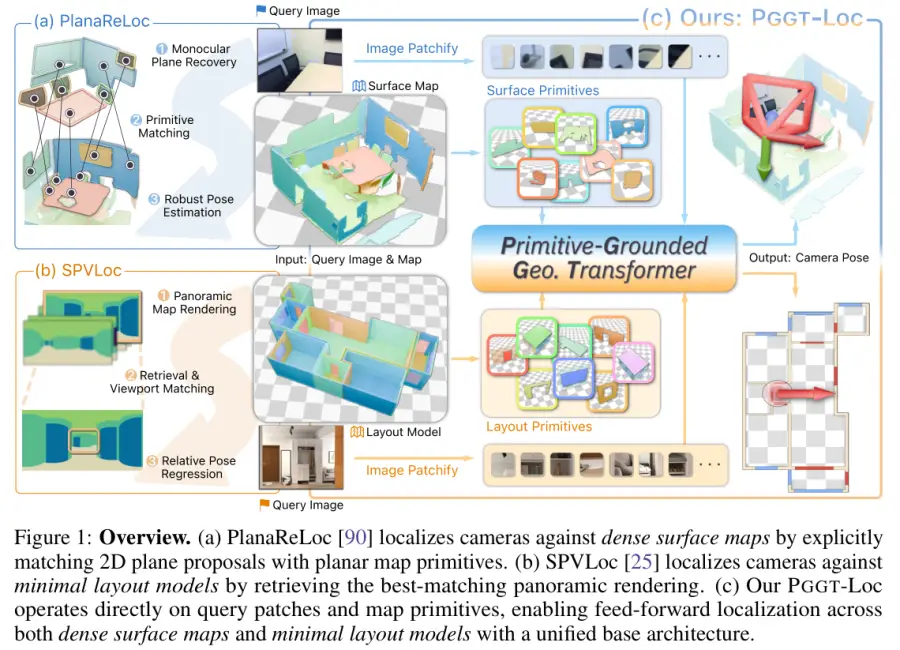 (a) PlanaReLoc
① Monocular
Plane Recovery
② Primitive
Matching
③ Robust Pose
Estimation
(b) SPVLoc
① Panoramic
Map Rendering
② Retrieval &
Viewport Matching
③ Relative Pose
Regression
Query Image
Surface Map
Input: Query Image & Map
Layout Model
Query Image
(c) Ours: PGGT-Loc
Image Patchify
...
Surface Primitives
Primitive-Grounded
Geo. Transformer
Output: Camera Pose
Layout Primitives
Image Patchify
...
Figure 1: Overview. (a) PlanaReLoc [90] localizes cameras against dense surface maps by explicitly
matching 2D plane proposals with planar map primitives. (b) SPVLoc [25] localizes cameras against
minimal layout models by retrieving the best-matching panoramic rendering. (c) Our PGGT-Loc
operates directly on query patches and map primitives, enabling feed-forward localization across
both dense surface maps and minimal layout models with a unified base architecture.